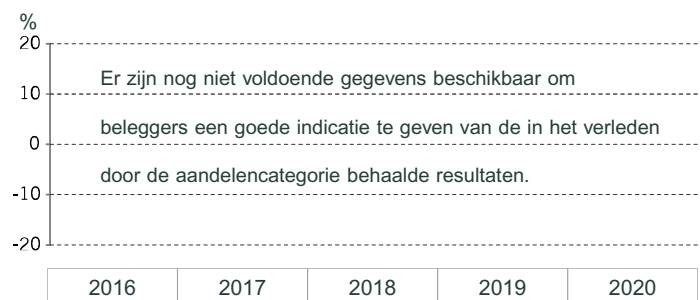 %
20
Er zijn nog niet voldoende gegevens beschikbaar om
10
beleggers een goede indicatie te geven van de in het verleden
0
door de aandelencategorie behaalde resultaten.
-10
-20
2016 2017 2018 2019 2020